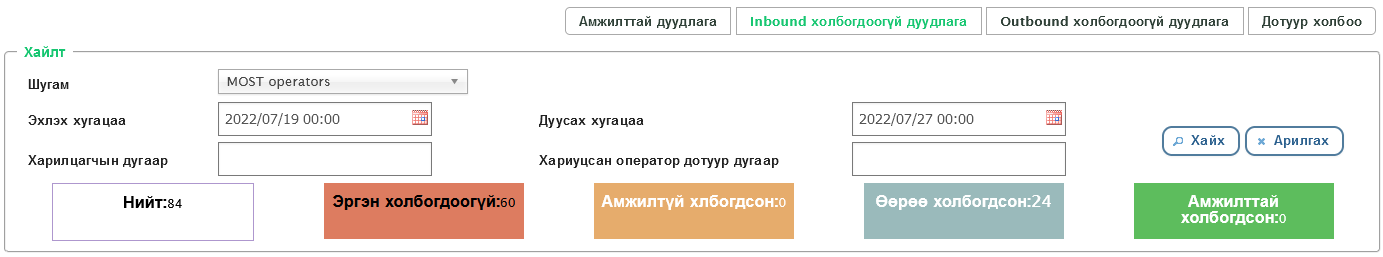 Амжилттай дуудлага
Inbound холбогдоогүй дуудлага
Outbound холбогдоогүй дуудлага
Дотуур холбоо
Хайлт
Шугам
MOST operators
Эхлэх хугацаа
2022/07/19 00:00
Дуусах хугацаа
2022/07/27 00:00
Харилцагчын дугаар
Хариуцсан оператор дотуур дугаар
Хайх
Арилгах
Нийт:84
Эргэн холбогдоогүй:60
Амжилтүй хлбогдсон:0
Өөрөө холбогдсон:24
Амжилттай
холбогдсон:0